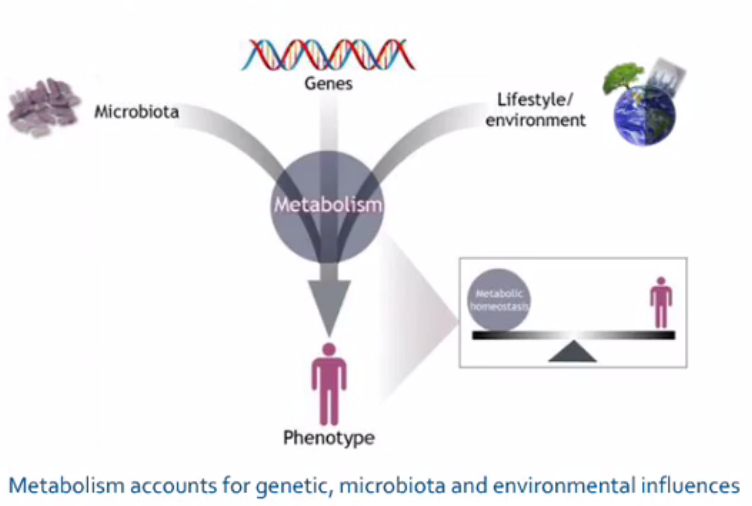 Genes
Microbiota
Lifestyle/
environment
Metabolism
Metabolic
homeostasis
Phenotype
Metabolism accounts for genetic, microbiota and environmental influences